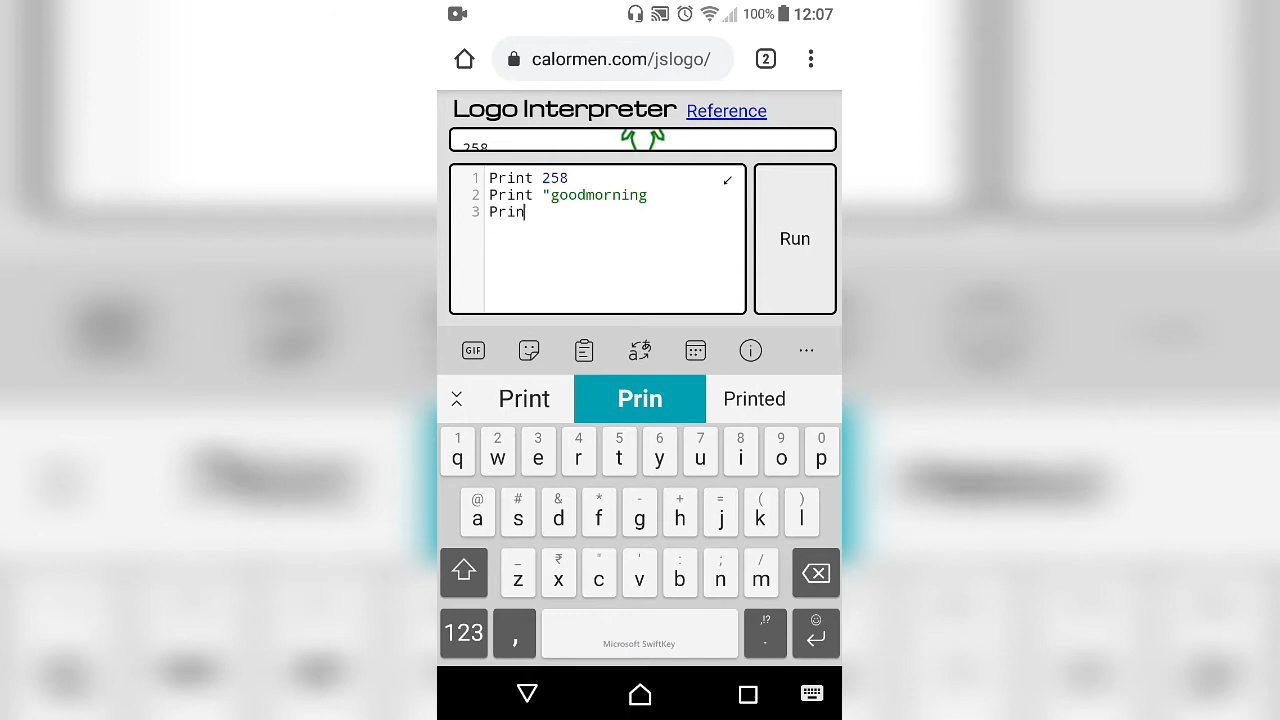 100% 12:07
calormen.com/jslogo/ 2
Logo Interpreter Reference
258
1 Print 258
2 Print "goodmorning
3 Prin
Run
GIF
Print Prin Printed
1 2 3 4 5 6 7 8 9 0
q w e r t y u i o p
@ # & * - + = ( )
a s d f g h j k l
_ ₹ " ' : ; /
z x c v b n m
123 , Microsoft SwiftKey ,!? .